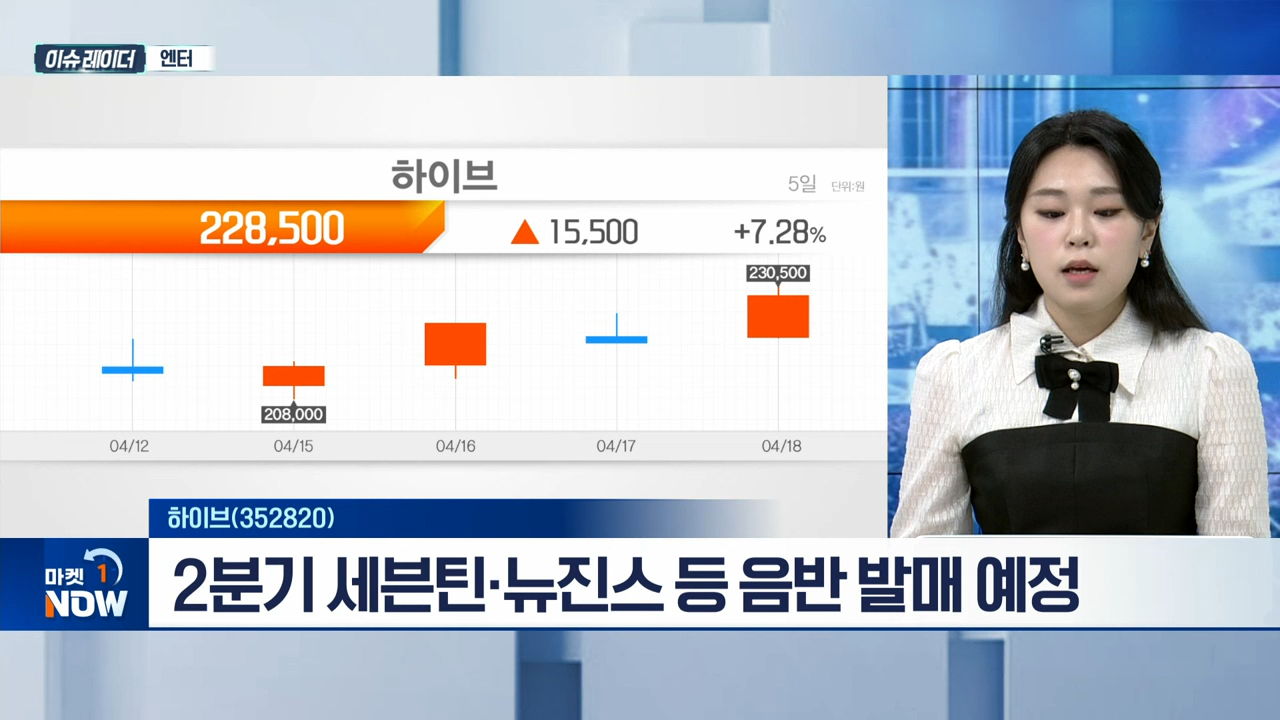 이슈레이더 엔터
하이브
5일 단위:원
228,500 ▲ 15,500 +7.28%
230,500
208,000
04/12 04/15 04/16 04/17 04/18
하이브(352820)
마켓 1
NOW
2분기 세븐틴·뉴진스 등 음반 발매 예정